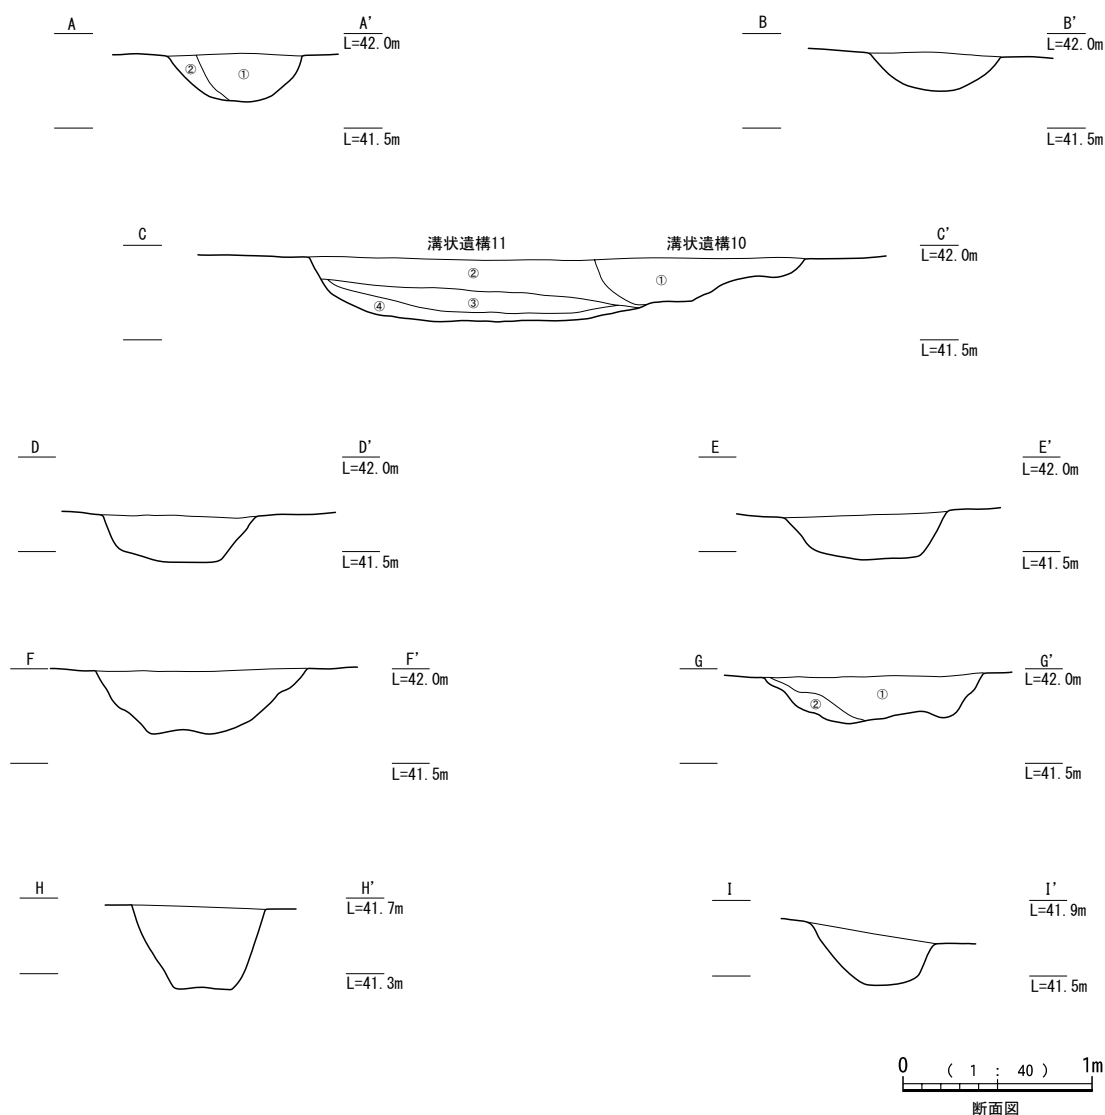 A A' B B'
L=42.0m L=42.0m
② ①
L=41.5m L=41.5m
C 溝状遺構11 溝状遺構10 C'
L=42.0m
② ①
④ ③
L=41.5m
D D' E E'
L=42.0m L=42.0m
L=41.5m L=41.5m
F F' G G'
L=42.0m L=42.0m
② ①
L=41.5m L=41.5m
H H' I I'
L=41.7m L=41.9m
L=41.3m L=41.5m
0 ( 1 : 40 ) 1m
断面図